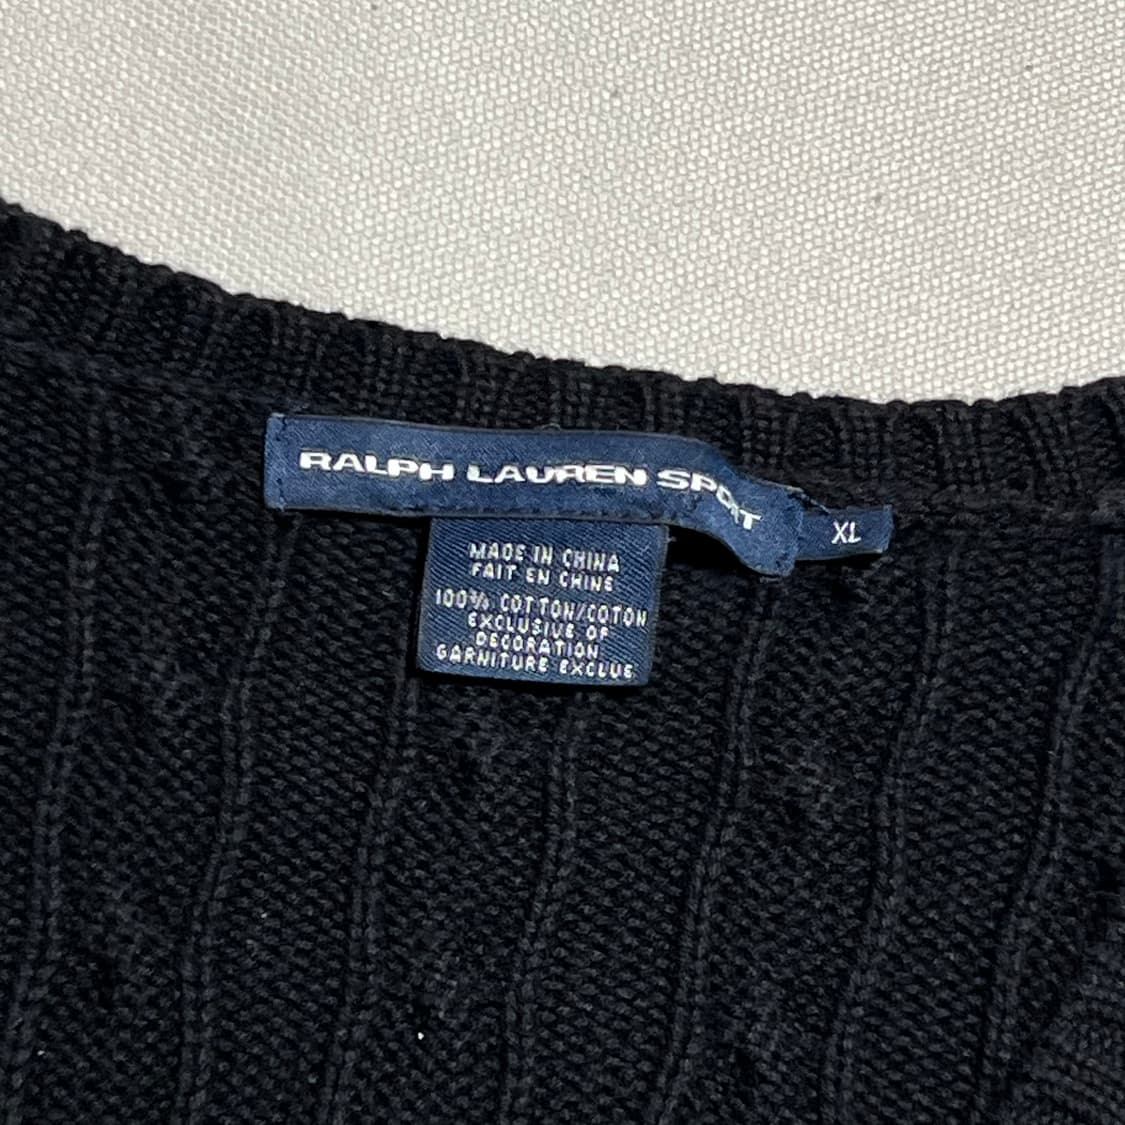 RALPH LAUREN SPORT
XL
MADE IN CHINA
FAIT EN CHINE
100% COTTON/COTON
EXCLUSIVE OF
DECORATION
GARNITURE EXCLUE